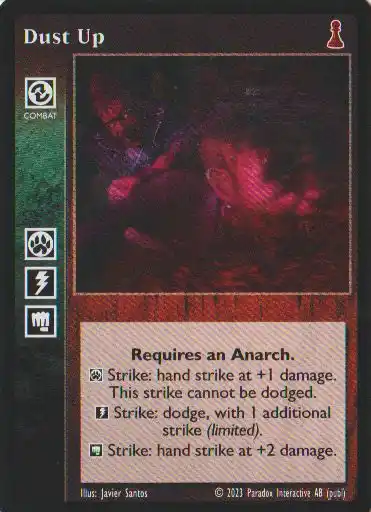 Dust Up
COMBAT
Requires an Anarch.
Strike: hand strike at +1 damage.
This strike cannot be dodged.
Strike: dodge, with 1 additional
strike (limited).
Strike: hand strike at +2 damage.
Illus: Javier Santos © 2023 Paradox Interactive AB (publ)